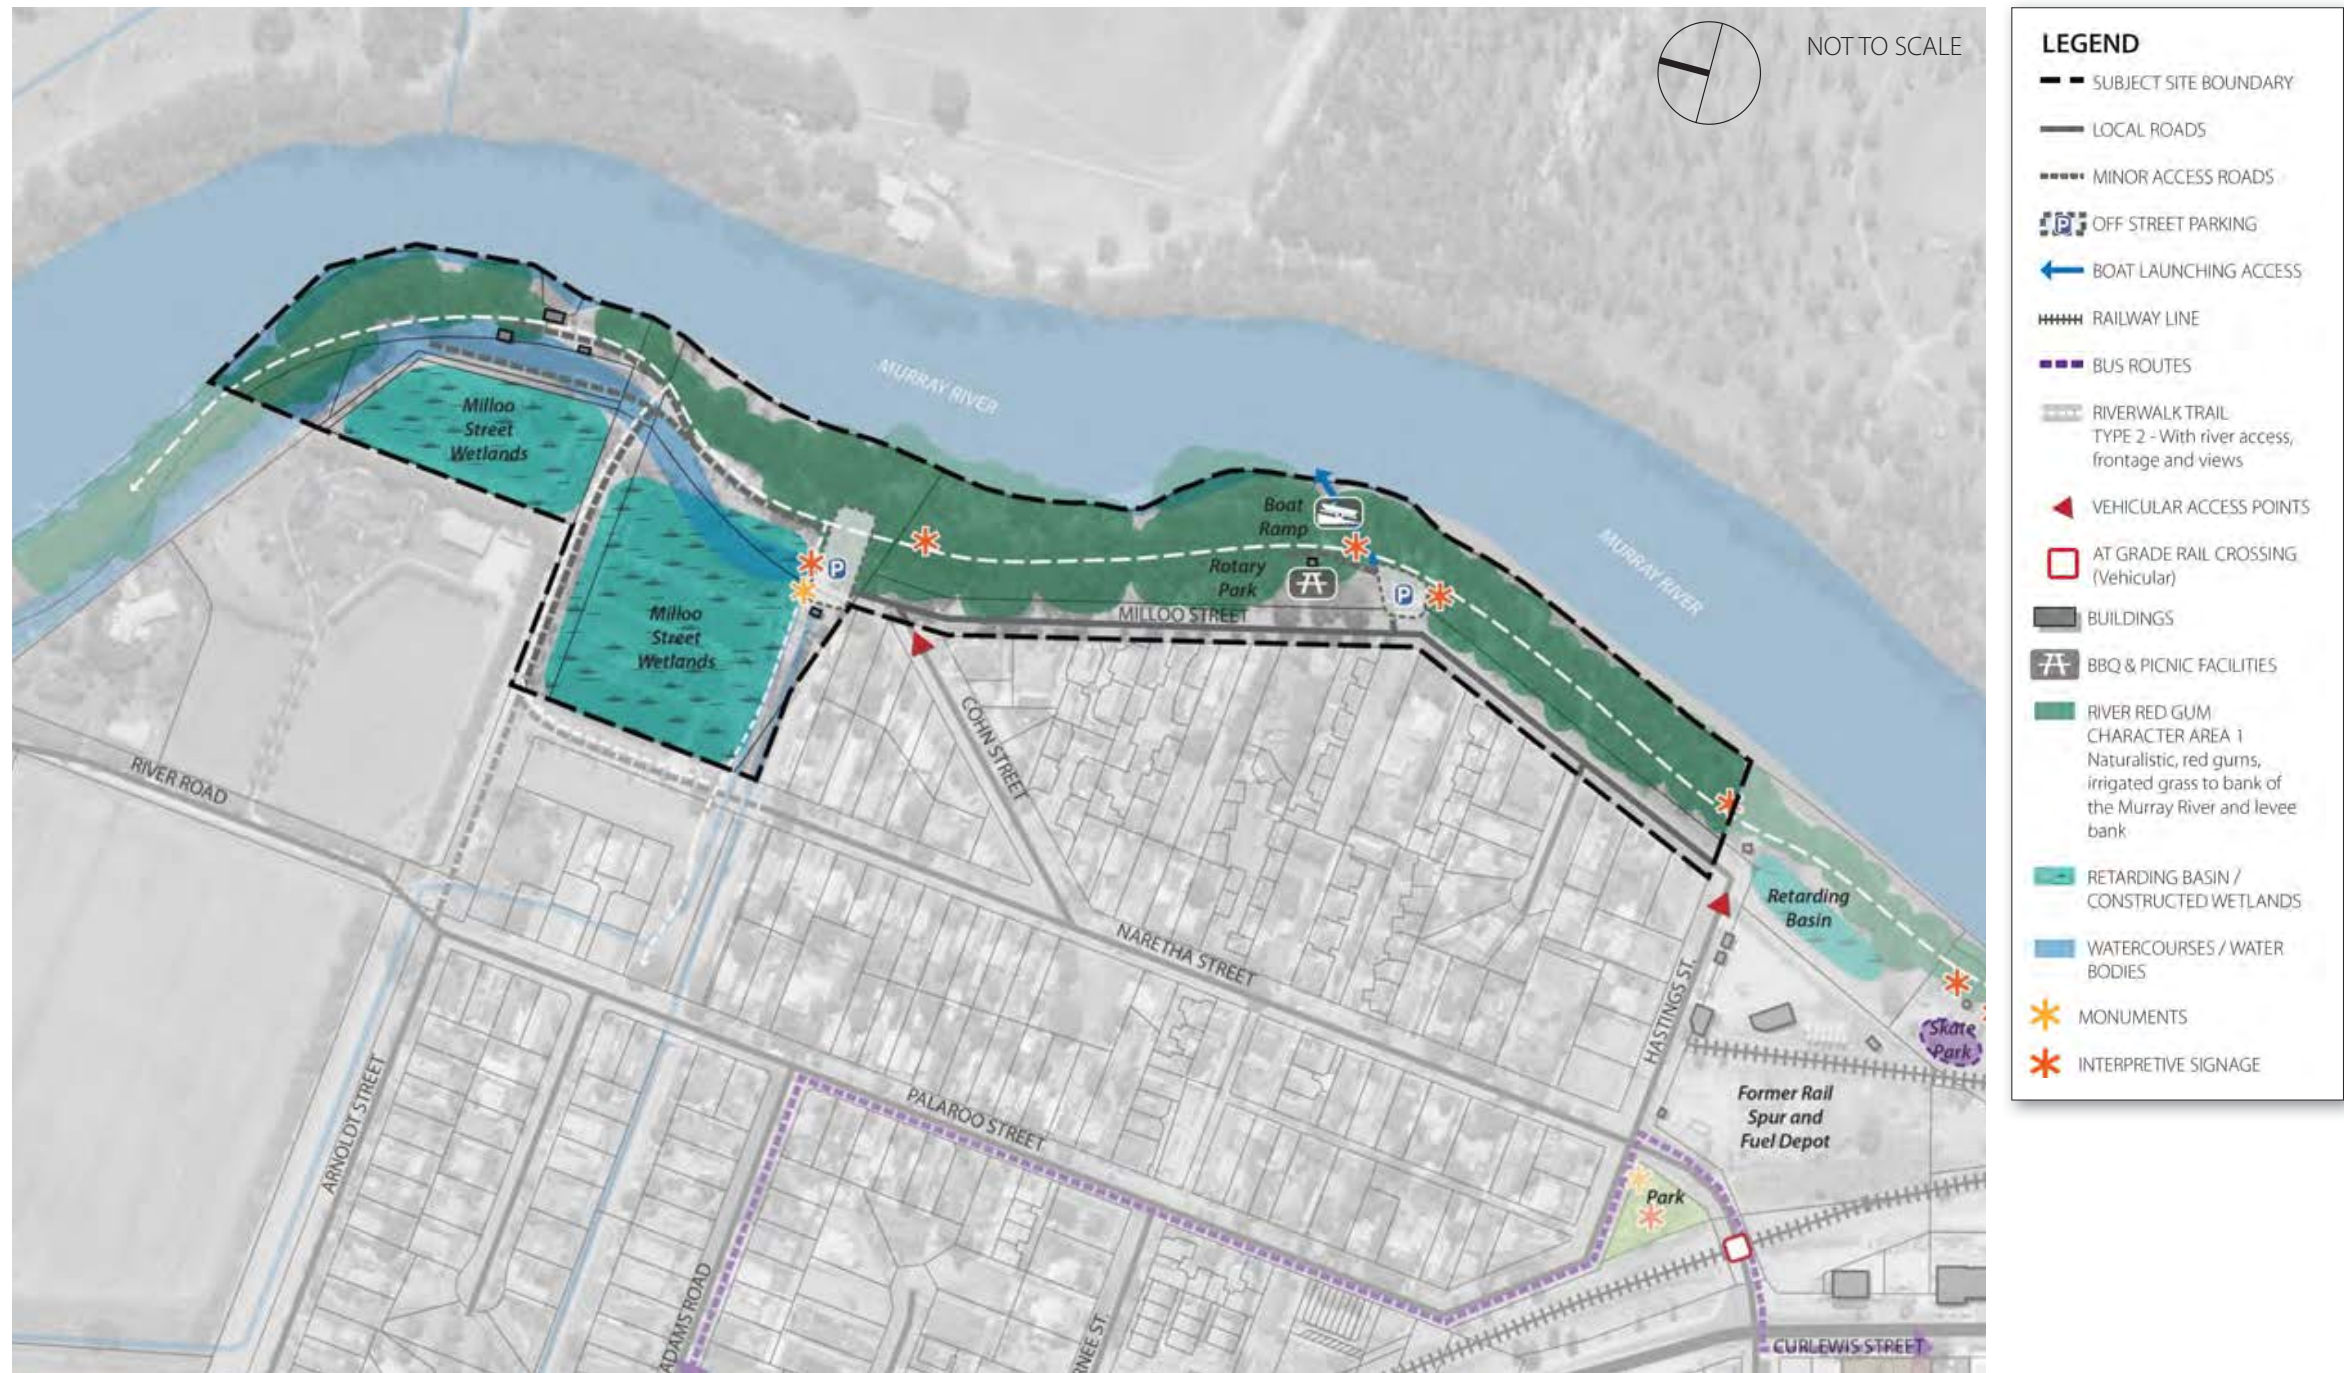 NOT TO SCALE
MURRAY RIVER
Milloo
Street
Wetlands
Boat
Ramp
MURRAY RIVER
P
Rotary
Park
P
MILLOO STREET
Milloo
Street
Wetlands
COHN STREET
RIVER ROAD
Retarding
Basin
NARETHA STREET
HASTINGS ST.
Skate
Park
ARNOLDT STREET
PALAROO STREET
Former Rail
Spur and
Fuel Depot
Park
ADAMS ROAD
RNEE ST.
CURLEWIS STREET
LEGEND
SUBJECT SITE BOUNDARY
LOCAL ROADS
MINOR ACCESS ROADS
P OFF STREET PARKING
BOAT LAUNCHING ACCESS
RAILWAY LINE
BUS ROUTES
RIVERWALK TRAIL
TYPE 2 - With river access,
frontage and views
VEHICULAR ACCESS POINTS
AT GRADE RAIL CROSSING
(Vehicular)
BUILDINGS
BBQ & PICNIC FACILITIES
RIVER RED GUM
CHARACTER AREA 1
Naturalistic, red gums,
irrigated grass to bank of
the Murray River and levee
bank
RETARDING BASIN /
CONSTRUCTED WETLANDS
WATERCOURSES / WATER
BODIES
MONUMENTS
INTERPRETIVE SIGNAGE